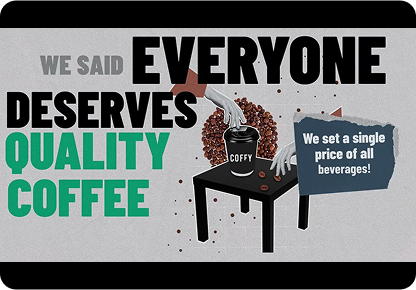 WE SAID EVERYONE
DESERVES
QUALITY
COFFEE
COFFY
We set a single
price of all
beverages!